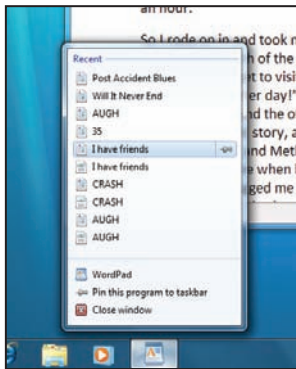 an hour.
So I rode on in and took m
h of the
et to visi
er day!"
nd the o
story, a
nd Met
e when
ged me
Recent
Post Accident Blues
Will It Never End
AUGH
35
I have friends
I have friends
CRASH
CRASH
AUGH
AUGH
WordPad
Pin this program to taskbar
Close window